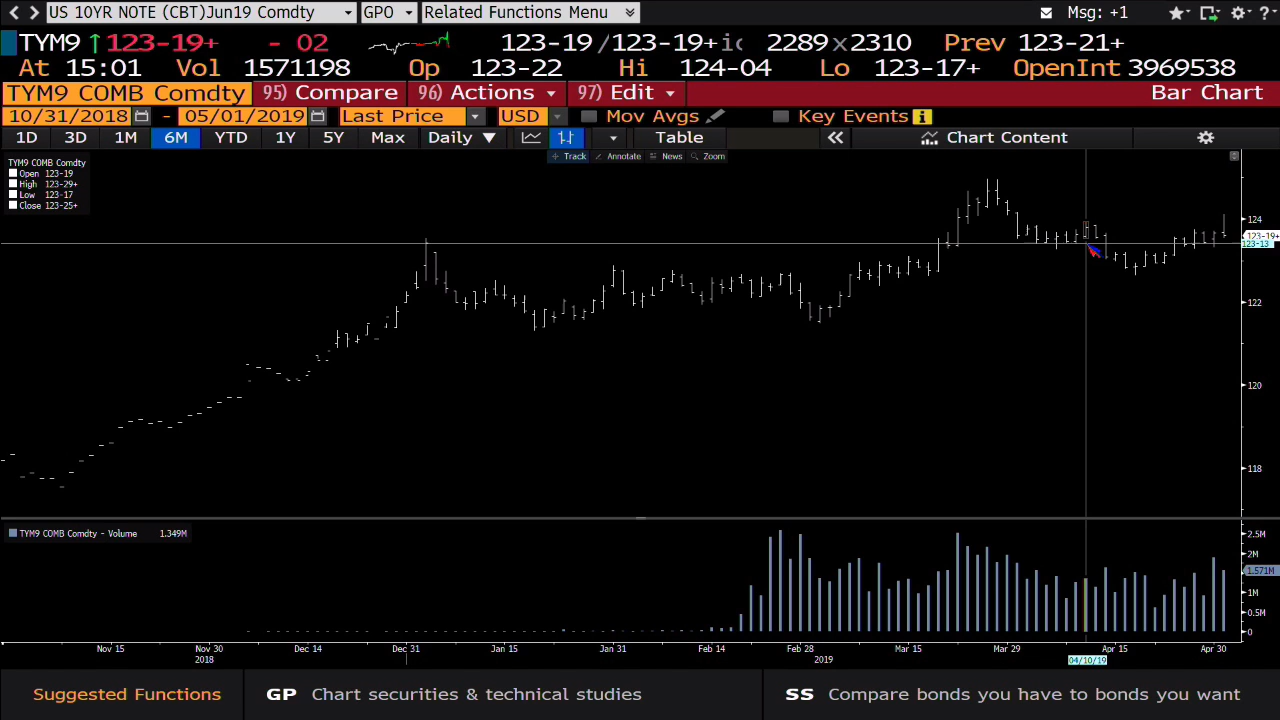 US 10YR NOTE (CBT)Jun19 Comdty GPO Related Functions Menu Msg: +1
TYM9 ↑123-19+ - 02 123-19 /123-19+ 2289x2310 Prev 123-21+
At 15:01 Vol 1571198 Op 123-22 Hi 124-04 Lo 123-17+ OpenInt 3969538
TYM9 COMB Comdty 95) Compare 96) Actions 97) Edit Bar Chart
10/31/2018 - 05/01/2019 Last Price USD Mov Avgs Key Events
1D 3D 1M 6M YTD 1Y 5Y Max Daily ▼ Table « Chart Content
Track Annotate News Zoom
TYM9 COMB Comdty
Open 123-19
High 123-29+
Low 123-17
Close 123-25+
124
123-19+
123-13
122
120
118
TYM9 COMB Comdty - Volume 1.349M
2.5M
2M
1.571M
1M
0.5M
0
Nov 15 Nov 30 Dec 14 Dec 31 Jan 15 Jan 31 Feb 14 Feb 28 Mar 15 Mar 29 Apr 15 Apr 30
2018 2019 04/10/19
Suggested Functions GP Chart securities & technical studies SS Compare bonds you have to bonds you want